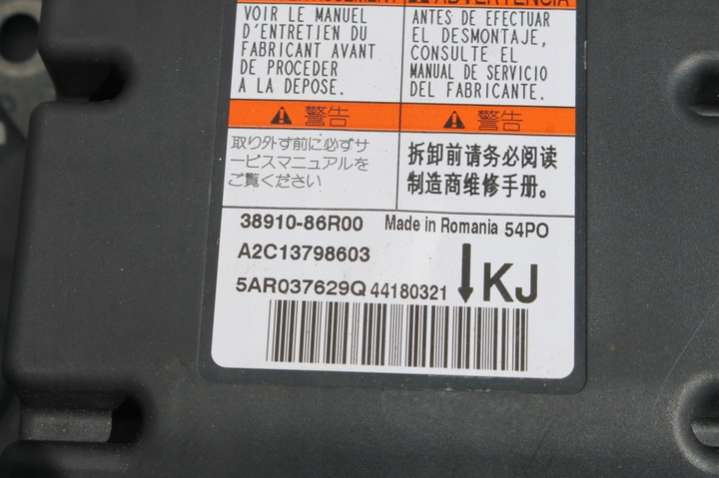 ADVERTENCIA
VOIR LE MANUEL
D'ENTRETIEN DU
FABRICANT AVANT
DE PROCEDER
A LA DEPOSE.
ANTES DE EFECTUAR
EL DESMONTAJE,
CONSULTE EL
MANUAL DE SERVICIO
DEL FABRICANTE.
警告
警告
取り外す前に必ずサ
ービスマニュアルを
ご覧ください
拆卸前请务必阅读
制造商维修手册。
38910-86R00 Made in Romania 54PO
A2C13798603
5AR037629Q 44180321 KJ